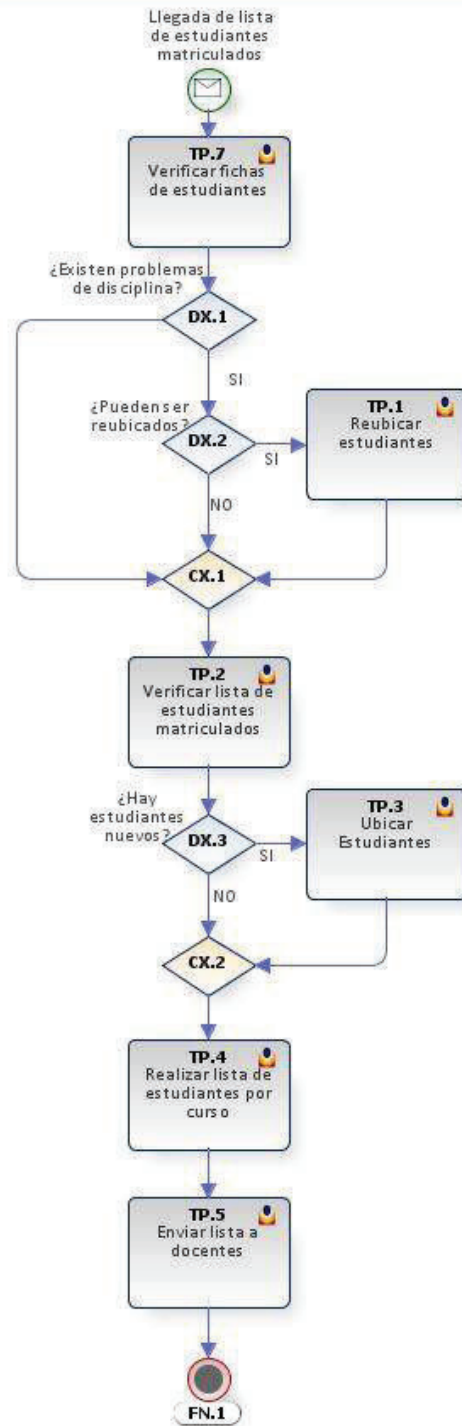 Llegada de lista
de estudiantes
matriculados
TP.7
Verificar fichas
de estudiantes
¿Existen problemas
de disciplina?
DX.1
SI
¿Pueden ser
reubicados?
DX.2
SI
TP.1
Reubicar
estudiantes
NO
CX.1
TP.2
Verificar lista de
estudiantes
matriculados
¿Hay
estudiantes
nuevos?
DX.3
SI
TP.3
Ubicar
Estudiantes
NO
CX.2
TP.4
Realizar lista de
estudiantes por
curso
TP.5
Enviar lista a
docentes
FN.1